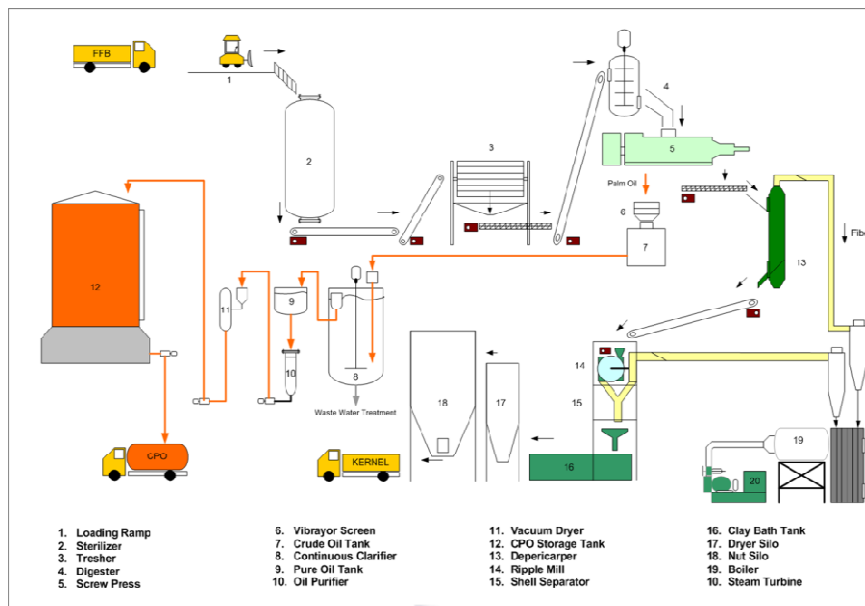 FFB
1
2
3
4
5
Palm Oil
6
7
Fibe
13
12
11
9
10
8
Waste Water Treatment
14
15
16
17
18
19
20
CPO
KERNEL
1. Loading Ramp
2. Sterilizer
3. Tresher
4. Digester
5. Screw Press
6. Vibrayor Screen
7. Crude Oil Tank
8. Continuous Clarifier
9. Pure Oil Tank
10. Oil Purifier
11. Vacuum Dryer
12. CPO Storage Tank
13. Depericarper
14. Ripple Mill
15. Shell Separator
16. Clay Bath Tank
17. Dryer Silo
18. Nut Silo
19. Boiler
10. Steam Turbine